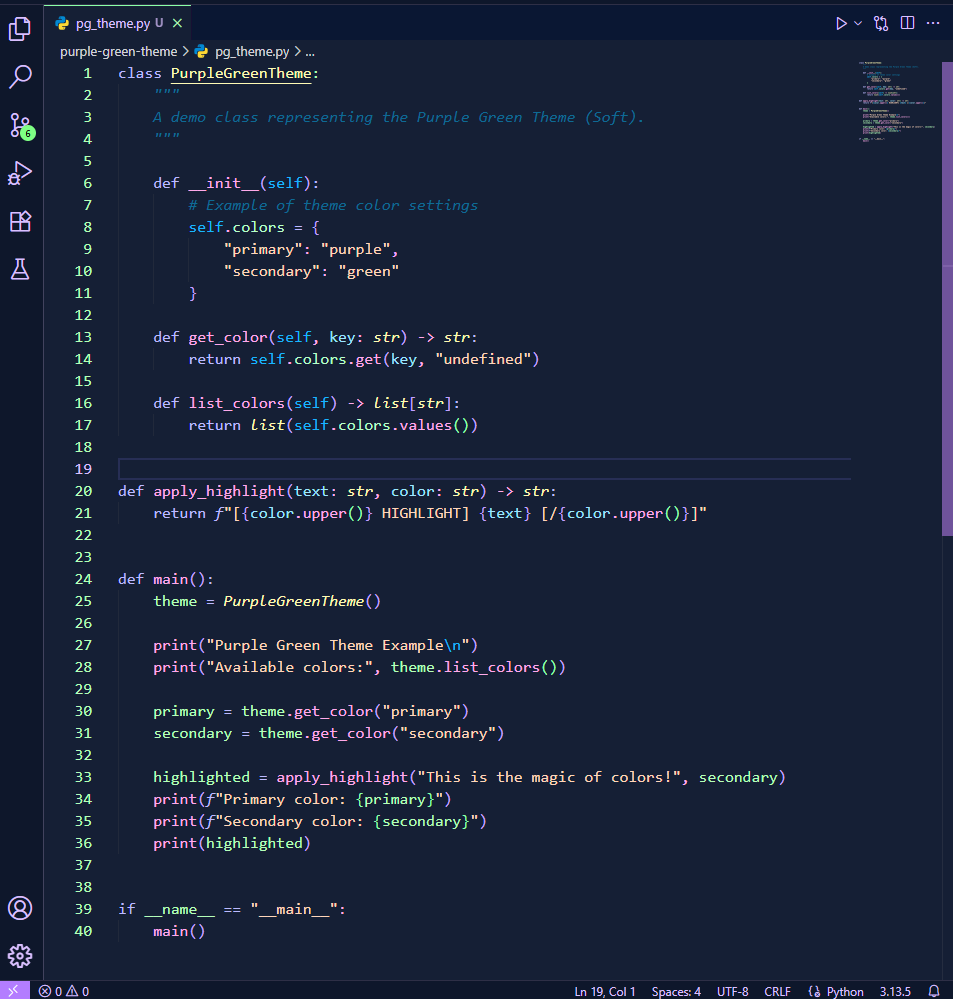 pg_theme.py U
purple-green-theme > pg_theme.py > ...
1 class PurpleGreenTheme:
2     """
3     A demo class representing the Purple Green Theme (Soft).
4     """
5
6     def __init__(self):
7         # Example of theme color settings
8         self.colors = {
9             "primary": "purple",
10             "secondary": "green"
11         }
12
13     def get_color(self, key: str) -> str:
14         return self.colors.get(key, "undefined")
15
16     def list_colors(self) -> list[str]:
17         return list(self.colors.values())
18
19
20 def apply_highlight(text: str, color: str) -> str:
21     return f"[{color.upper()} HIGHLIGHT] {text} [/{color.upper()}]"
22
23
24 def main():
25     theme = PurpleGreenTheme()
26
27     print("Purple Green Theme Example\n")
28     print("Available colors:", theme.list_colors())
29
30     primary = theme.get_color("primary")
31     secondary = theme.get_color("secondary")
32
33     highlighted = apply_highlight("This is the magic of colors!", secondary)
34     print(f"Primary color: {primary}")
35     print(f"Secondary color: {secondary}")
36     print(highlighted)
37
38
39 if __name__ == "__main__":
40     main()
6
0 0 Ln 19, Col 1 Spaces: 4 UTF-8 CRLF Python 3.13.5